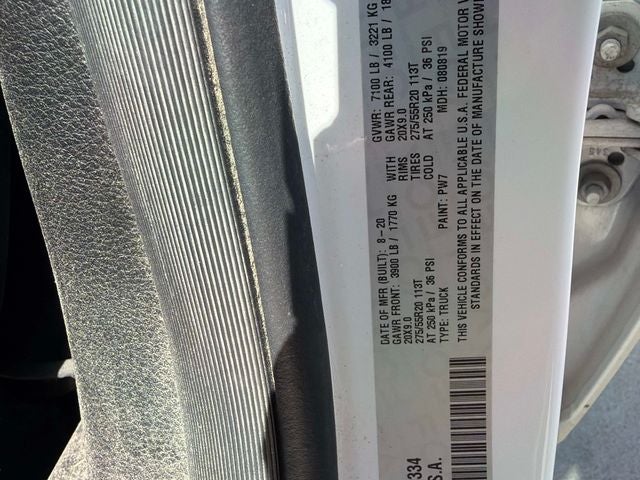 DATE OF MFR (BUILT): 8-20 GVWR: 7100 LB / 3221 KG
GAWR FRONT: 3900 LB / 1770 KG WITH GAWR REAR: 4100 LB / 18
20X9.0 RIMS 20X9.0
275/55R20 113T TIRES 275/55R20 113T
AT 250 kPa / 36 PSI COLD AT 250 kPa / 36 PSI
TYPE: TRUCK PAINT: PW7 MDH: 080819
THIS VEHICLE CONFORMS TO ALL APPLICABLE U.S.A. FEDERAL MOTOR V
STANDARDS IN EFFECT ON THE DATE OF MANUFACTURE SHOWN
334
S.A.
345